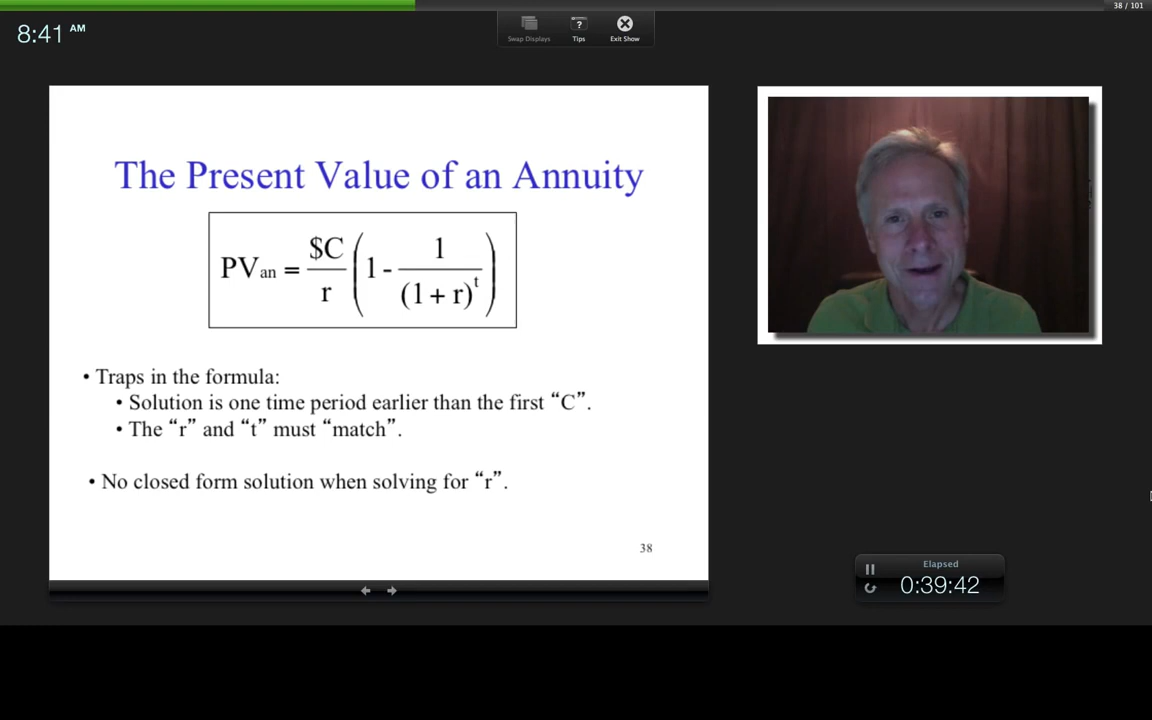 38 / 101
8:41 AM
Swap Displays Tips Exit Show
The Present Value of an Annuity
PVan = $C/r (1 - 1/(1 + r)^t)
• Traps in the formula:
• Solution is one time period earlier than the first “C”.
• The “r” and “t” must “match”.
• No closed form solution when solving for “r”.
38
Elapsed
0:39:42